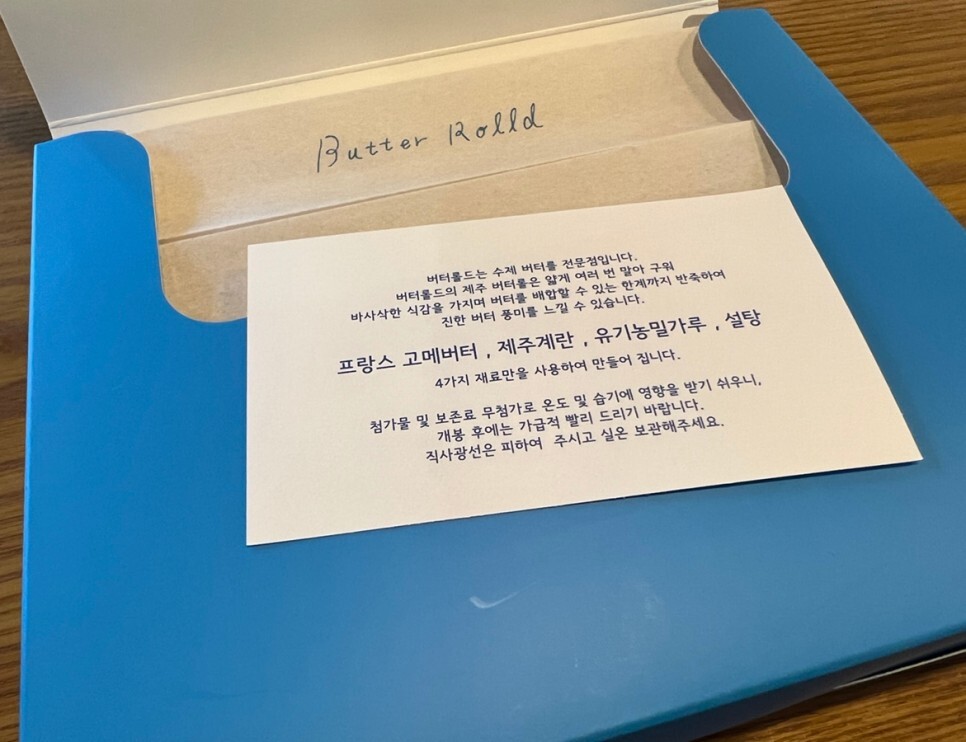 Butter Rolld
버터롤드는 수제 버터롤 전문점입니다.
버터롤드의 제주 버터롤은 얇게 여러 번 말아 구워
바사삭한 식감을 가지며 버터를 배합할 수 있는 한계까지 반죽하여
진한 버터 풍미를 느낄 수 있습니다.
프랑스 고메버터 , 제주계란 , 유기농밀가루 , 설탕
4가지 재료만을 사용하여 만들어 집니다.
첨가물 및 보존료 무첨가로 온도 및 습기에 영향을 받기 쉬우니,
개봉 후에는 가급적 빨리 드리기 바랍니다.
직사광선은 피하여 주시고 실온 보관해주세요.